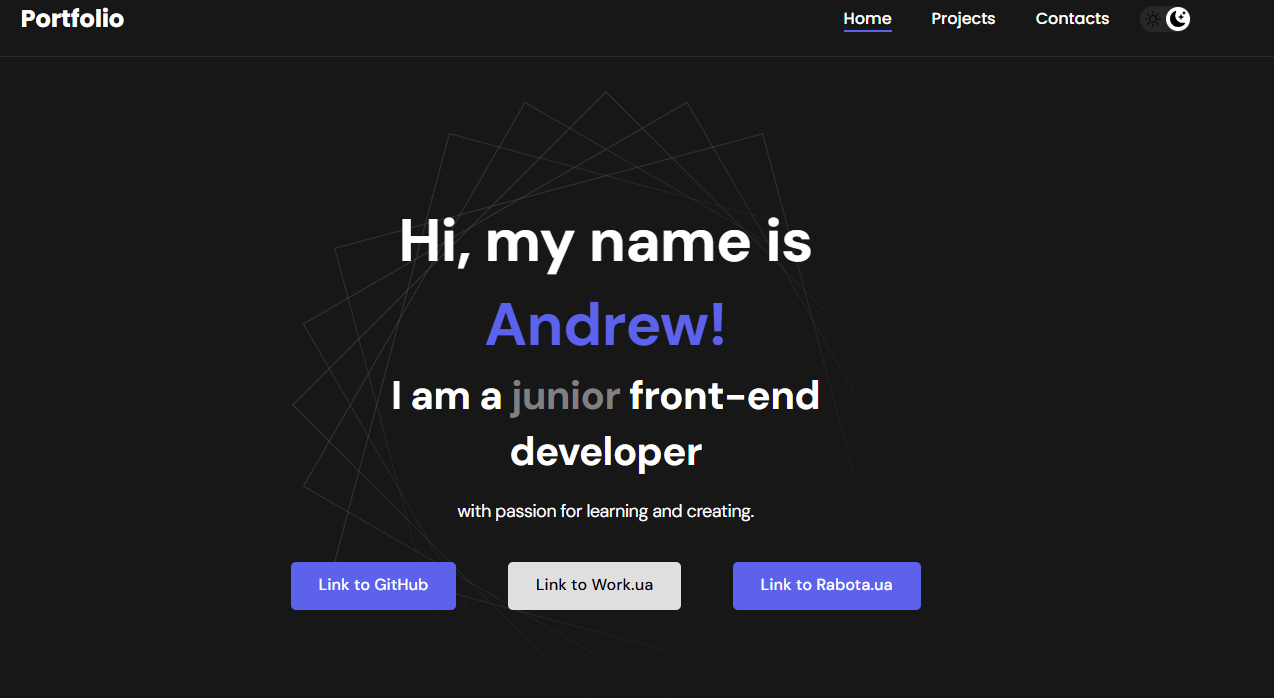 Portfolio
Home Projects Contacts
Hi, my name is
Andrew!
I am a junior front-end
developer
with passion for learning and creating.
Link to GitHub Link to Work.ua Link to Rabota.ua